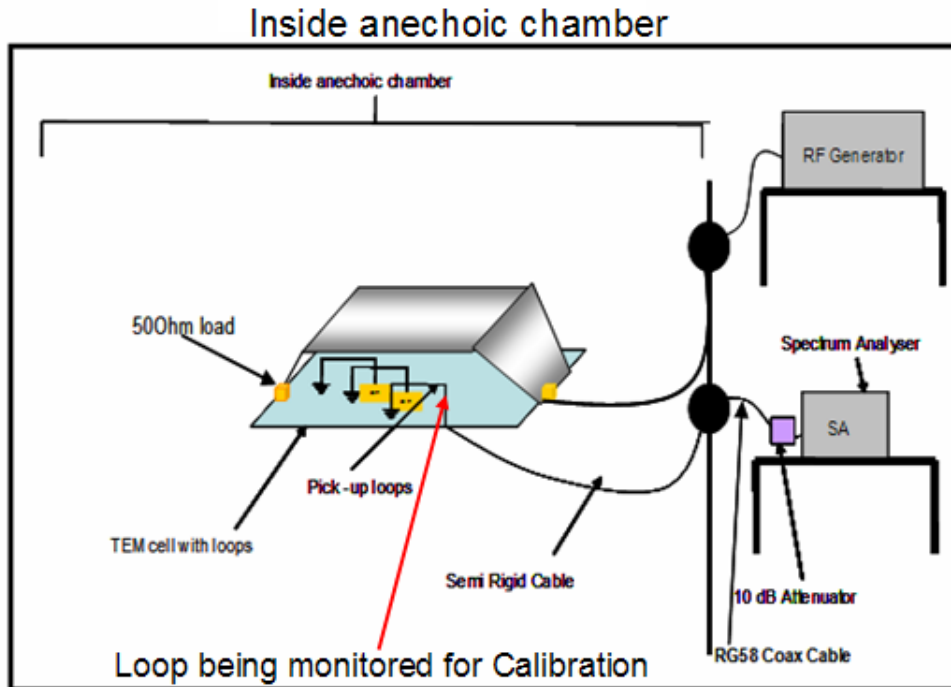 Inside anechoic chamber
Inside anechoic chamber
RF Generator
50Ohm load
Spectrum Analyser
SA
Pick -up loops
TEM cell with loops
Semi Rigid Cable
10 dB Attenuator
RG58 Coax Cable
Loop being monitored for Calibration